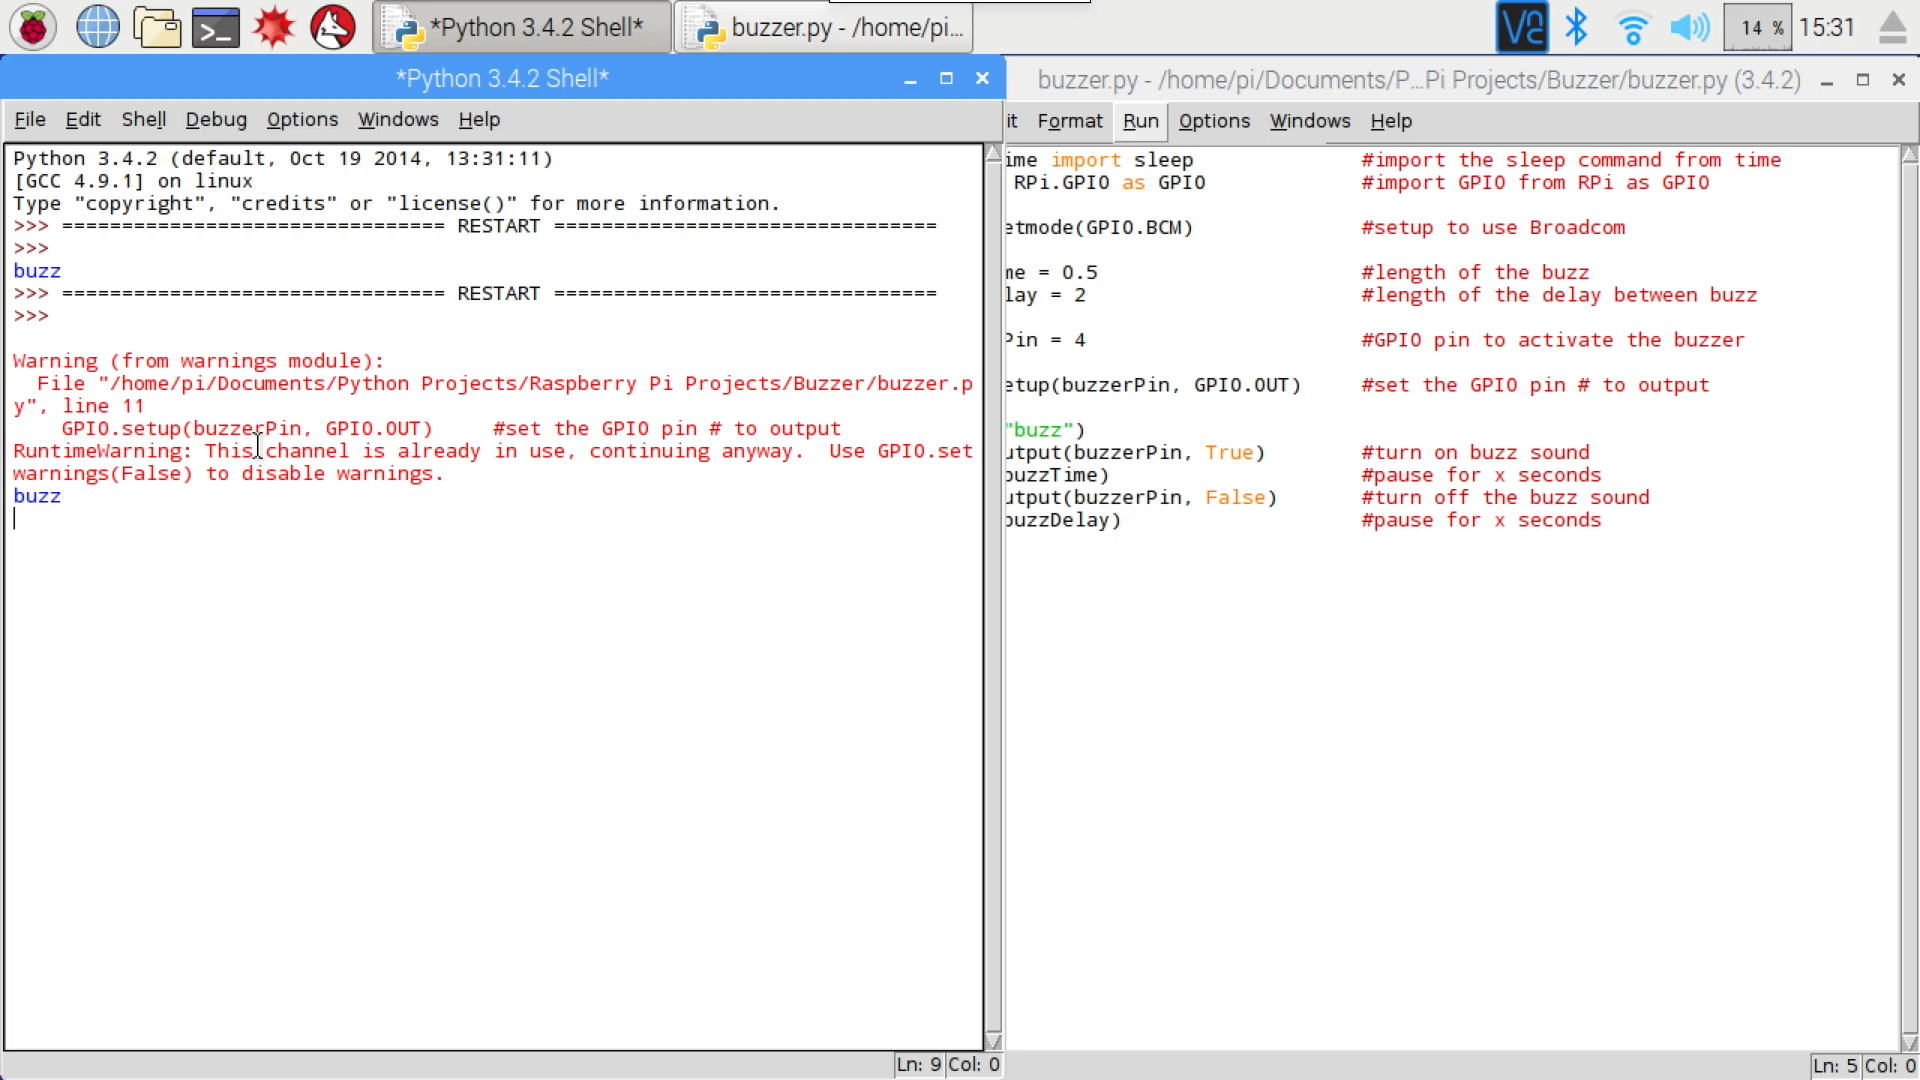 *Python 3.4.2 Shell*
buzzer.py - /home/pi...
14 %
15:31
*Python 3.4.2 Shell*
File Edit Shell Debug Options Windows Help
Python 3.4.2 (default, Oct 19 2014, 13:31:11)
[GCC 4.9.1] on linux
Type "copyright", "credits" or "license()" for more information.
>>> ================================ RESTART ================================
>>>
buzz
>>> ================================ RESTART ================================
>>>
Warning (from warnings module):
File "/home/pi/Documents/Python Projects/Raspberry Pi Projects/Buzzer/buzzer.p
y", line 11
GPIO.setup(buzzerPin, GPIO.OUT) #set the GPIO pin # to output
RuntimeWarning: This channel is already in use, continuing anyway. Use GPIO.set
warnings(False) to disable warnings.
buzz
Ln: 9 Col: 0
buzzer.py - /home/pi/Documents/P...Pi Projects/Buzzer/buzzer.py (3.4.2)
it Format Run Options Windows Help
ime import sleep #import the sleep command from time
RPi.GPIO as GPIO #import GPIO from RPi as GPIO
etmode(GPIO.BCM) #setup to use Broadcom
me = 0.5 #length of the buzz
lay = 2 #length of the delay between buzz
Pin = 4 #GPIO pin to activate the buzzer
etup(buzzerPin, GPIO.OUT) #set the GPIO pin # to output
"buzz")
utput(buzzerPin, True) #turn on buzz sound
buzzTime) #pause for x seconds
utput(buzzerPin, False) #turn off the buzz sound
buzzDelay) #pause for x seconds
Ln: 5 Col: 0